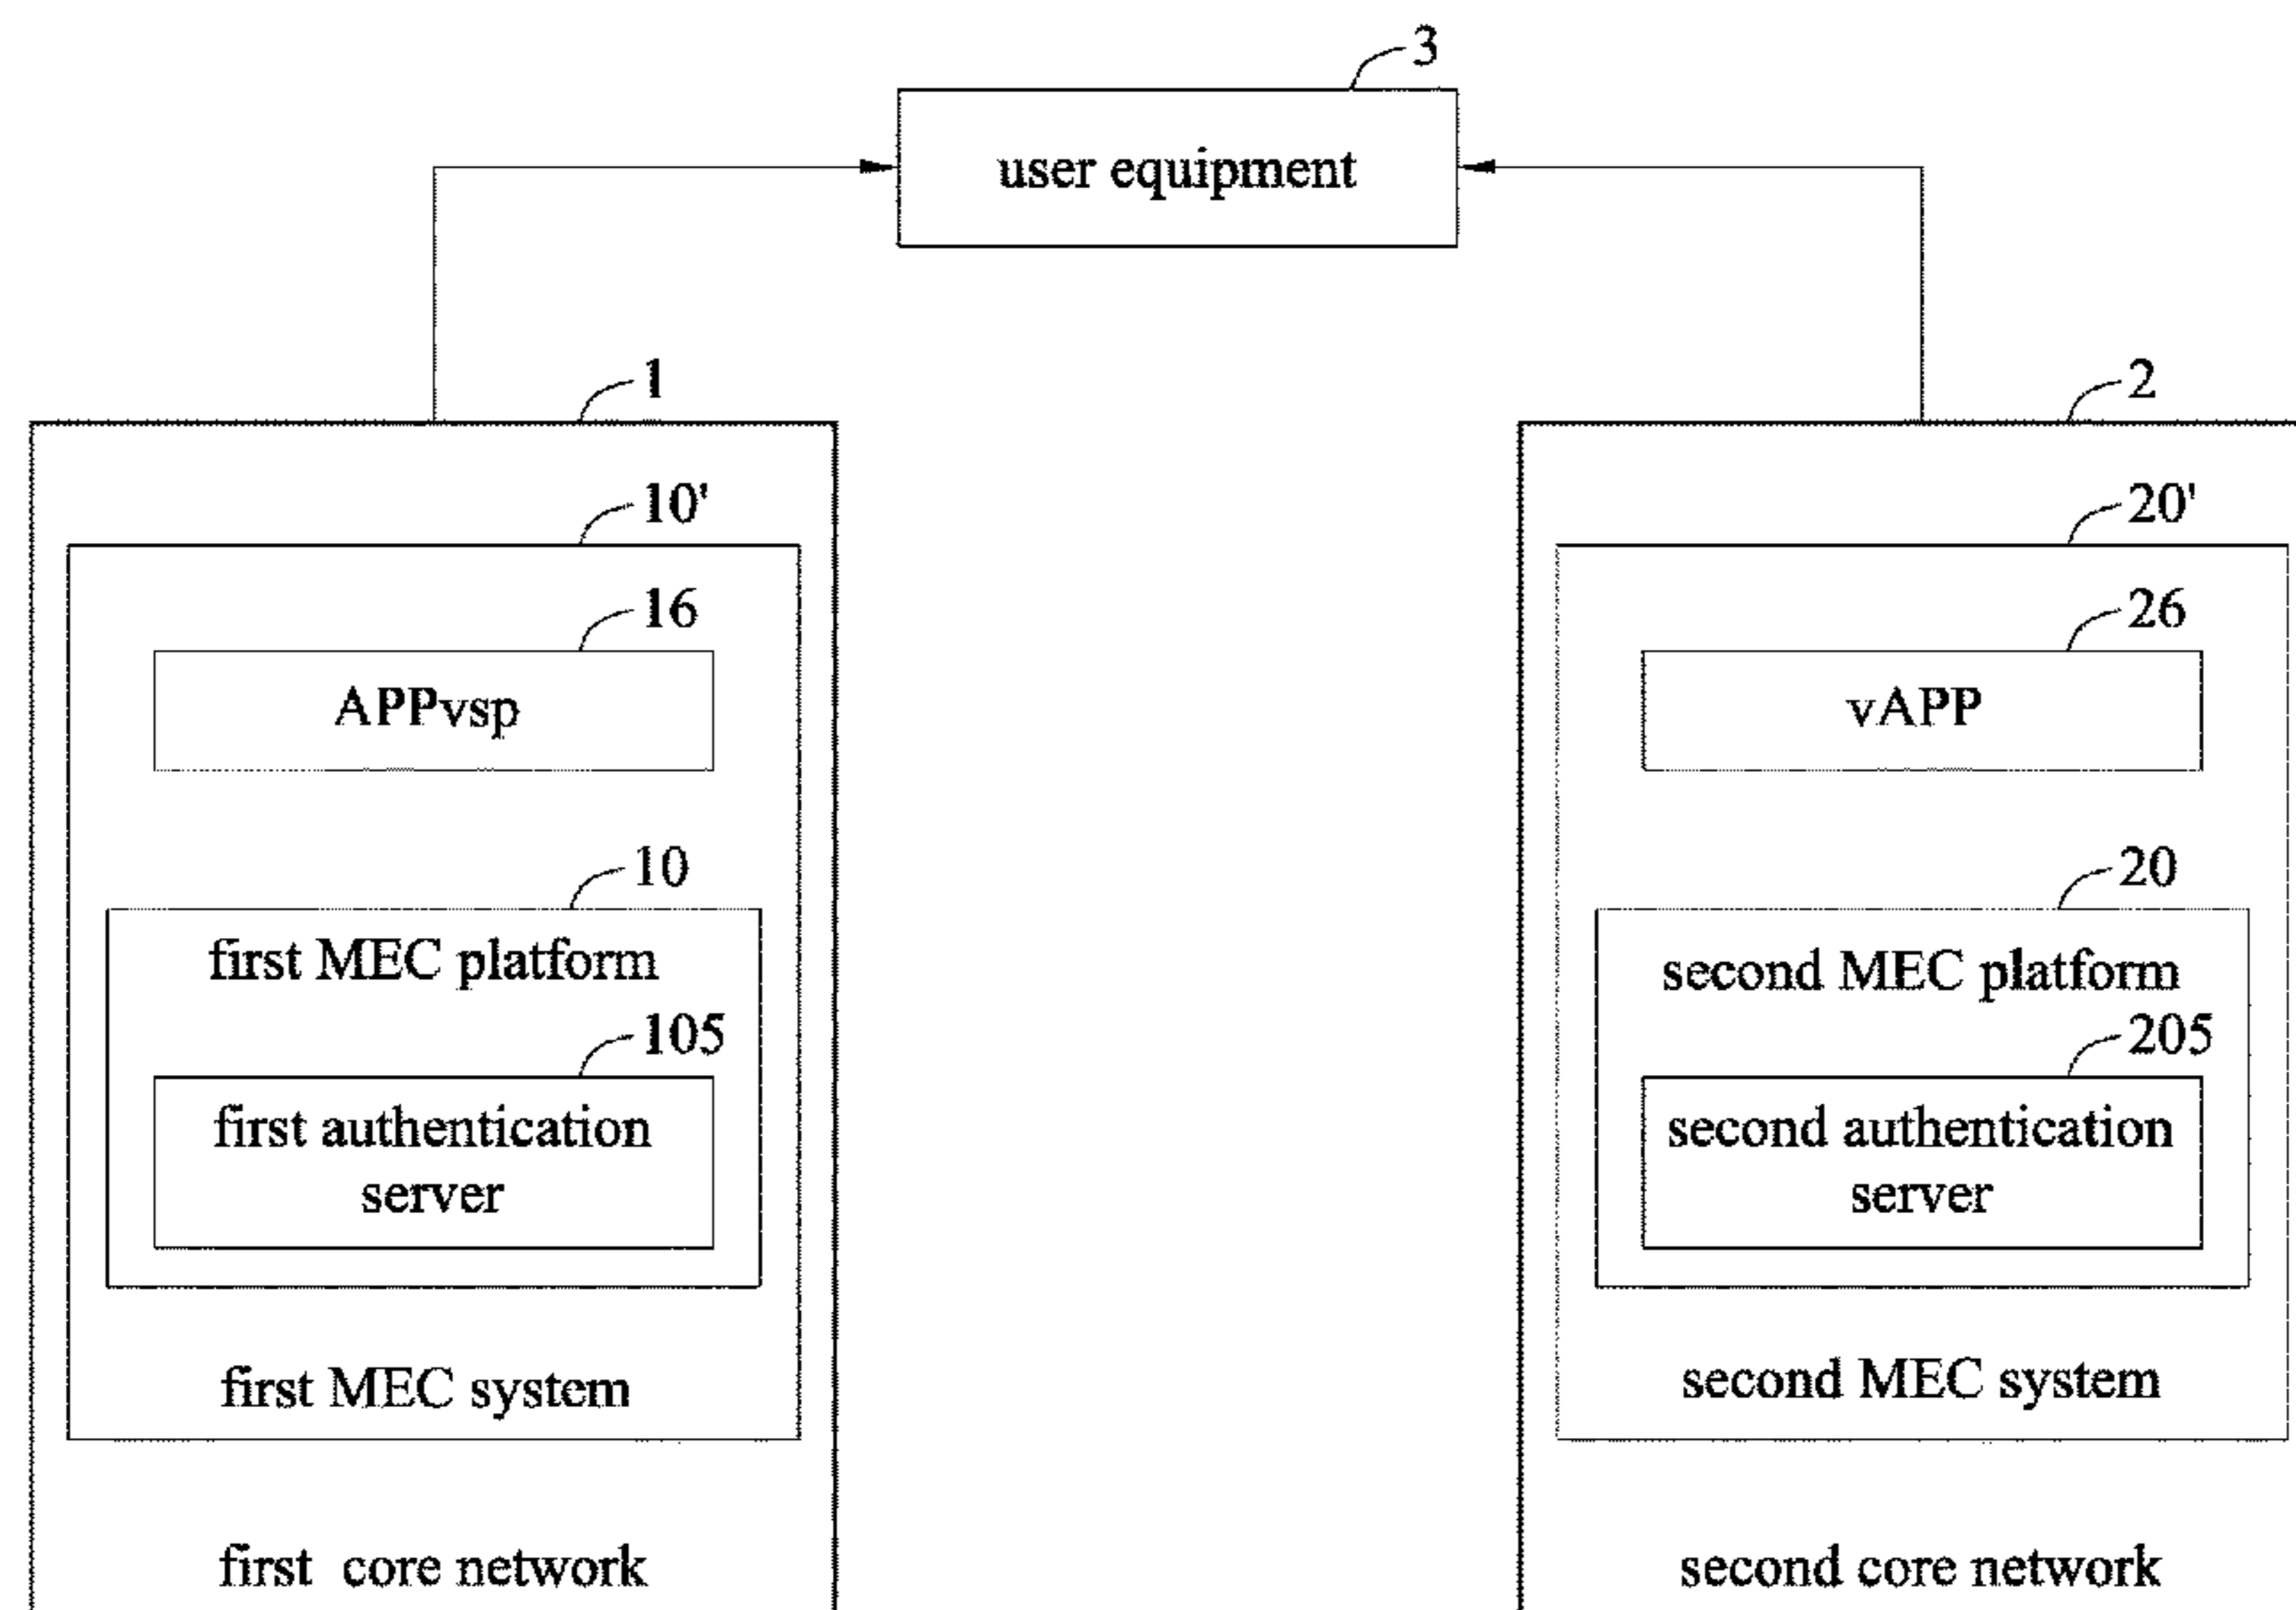 3
user equipment
1
10'
16
APPvsp
10
first MEC platform
105
first authentication
server
first MEC system
first core network
2
20'
26
vAPP
20
second MEC platform
205
second authentication
server
second MEC system
second core network